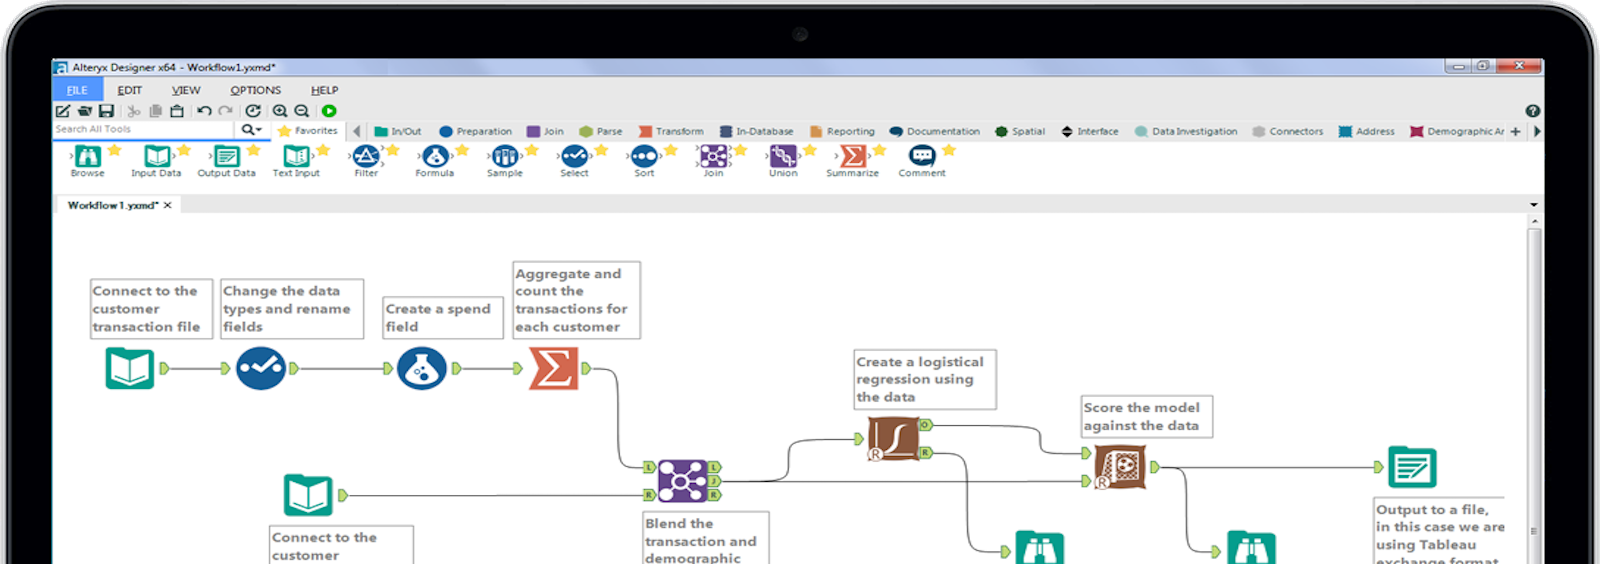 Alteryx Designer x64 - Workflow1.yxmd*
FILE EDIT VIEW OPTIONS HELP
Search All Tools
Favorites In/Out Preparation Join Parse Transform In-Database Reporting Documentation Spatial Interface Data Investigation Connectors Address Demographic Ar
Browse Input Data Output Data Text Input Filter Formula Sample Select Sort Join Union Summarize Comment
Workflow1.yxmd*
Connect to the
customer
transaction file
Change the data
types and rename
fields
Create a spend
field
Aggregate and
count the
transactions for
each customer
Create a logistical
regression using
the data
Score the model
against the data
O
R
R
R
L
R
L
J
R
Connect to the
customer
Blend the
transaction and
demographic
Output to a file,
in this case we are
using Tableau
exchange format